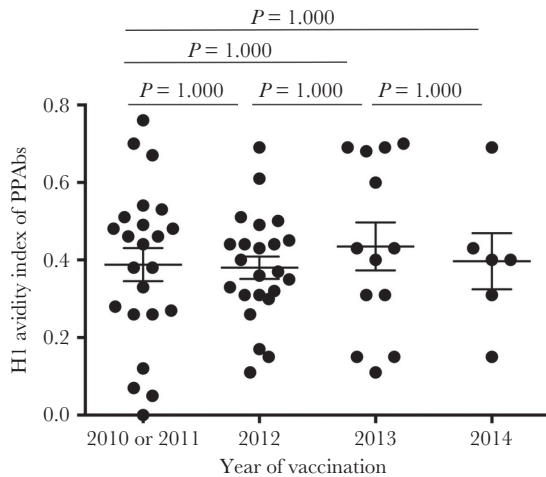 P = 1.000
P = 1.000
P = 1.000
P = 1.000
P = 1.000
H1 avidity index of PPAbs
0.8
0.6
0.4
0.2
0.0
2010 or 2011
2012
2013
2014
Year of vaccination